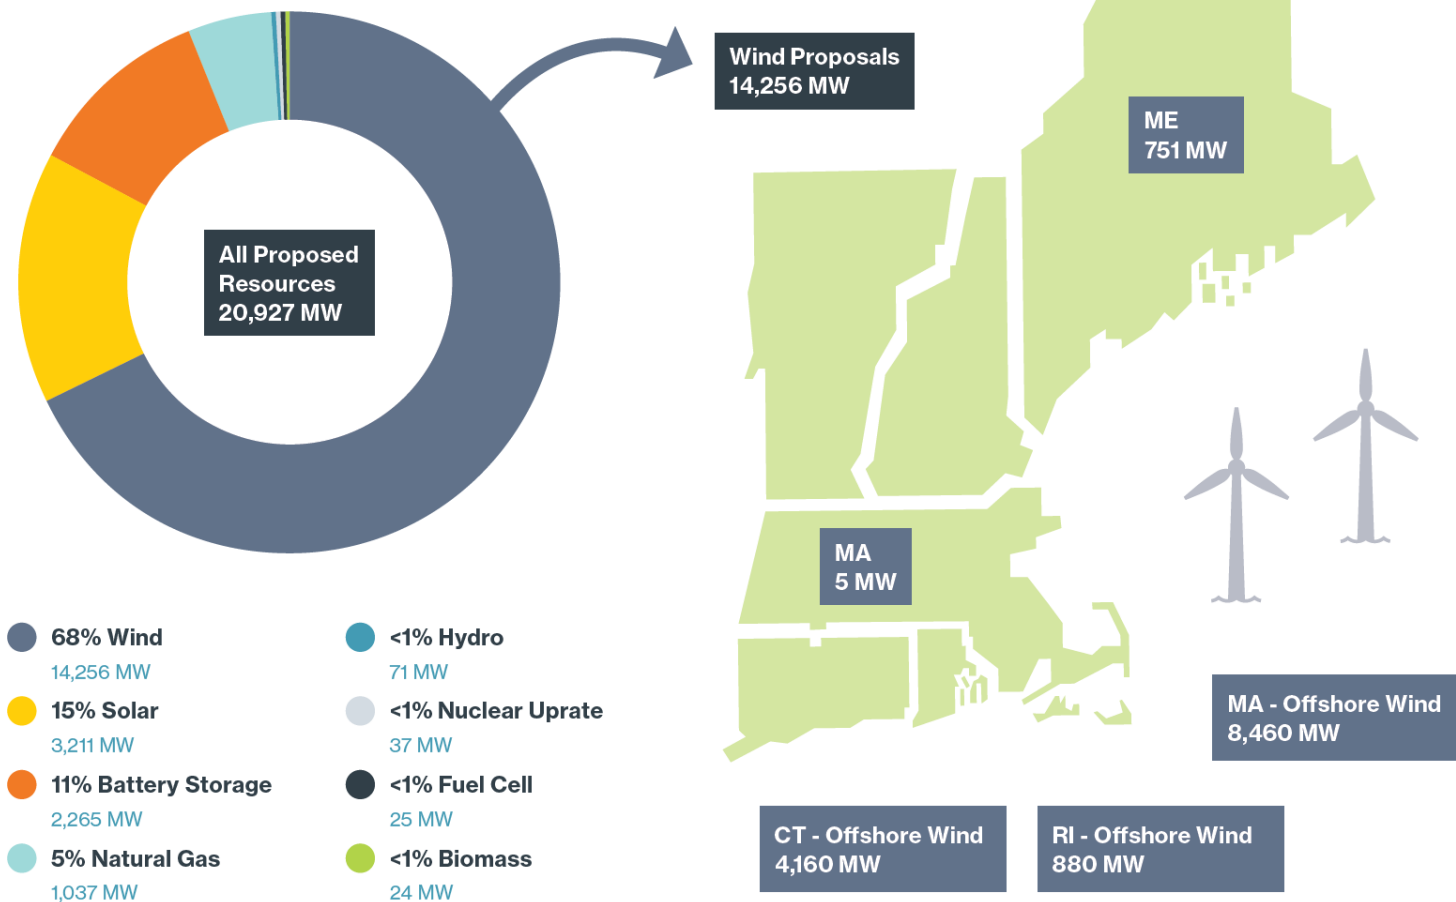 All Proposed
Resources
20,927 MW
68% Wind
14,256 MW
15% Solar
3,211 MW
11% Battery Storage
2,265 MW
5% Natural Gas
1,037 MW
<1% Hydro
71 MW
<1% Nuclear Uprate
37 MW
<1% Fuel Cell
25 MW
<1% Biomass
24 MW
Wind Proposals
14,256 MW
ME
751 MW
MA
5 MW
MA - Offshore Wind
8,460 MW
CT - Offshore Wind
4,160 MW
RI - Offshore Wind
880 MW